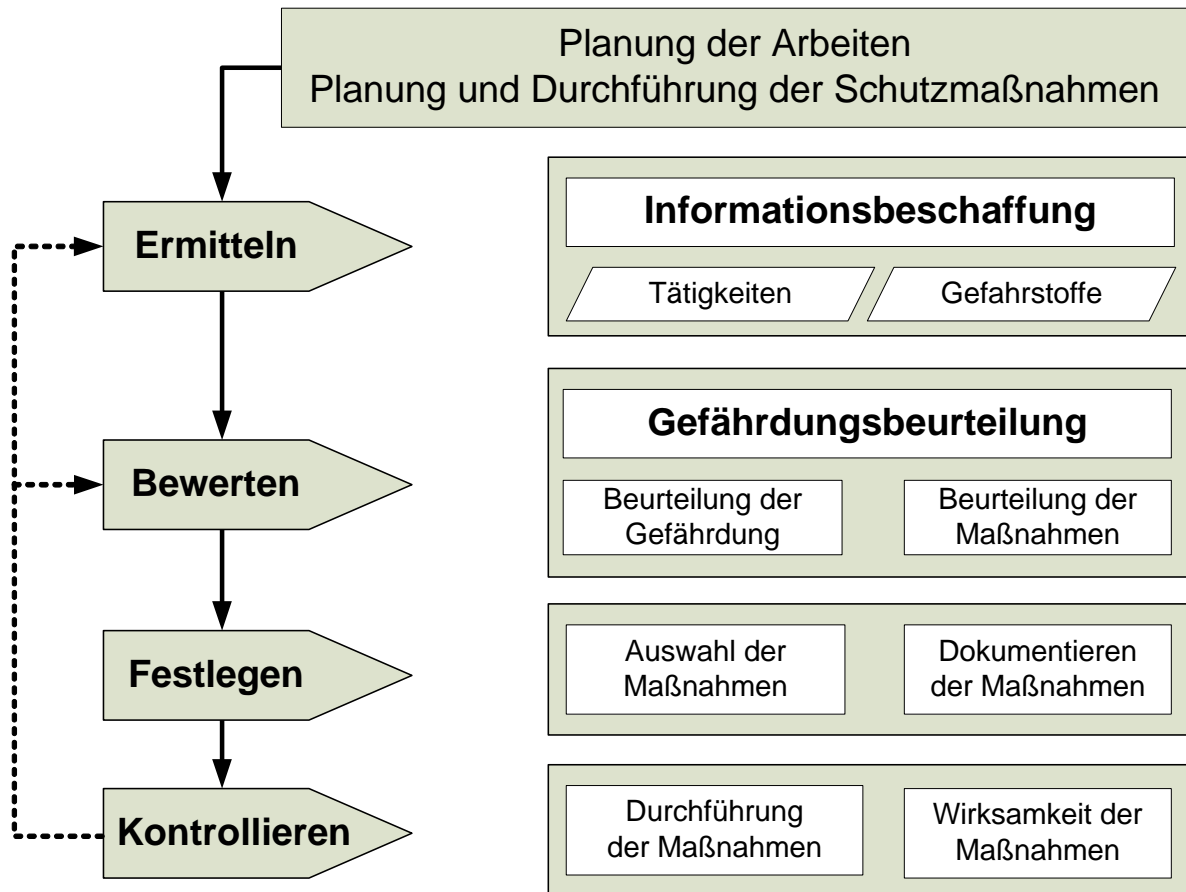 Planung der Arbeiten
Planung und Durchführung der Schutzmaßnahmen
Ermitteln
Informationsbeschaffung
Tätigkeiten
Gefahrstoffe
Bewerten
Gefährdungsbeurteilung
Beurteilung der
Gefährdung
Beurteilung der
Maßnahmen
Festlegen
Auswahl der
Maßnahmen
Dokumentieren
der Maßnahmen
Kontrollieren
Durchführung
der Maßnahmen
Wirksamkeit der
Maßnahmen